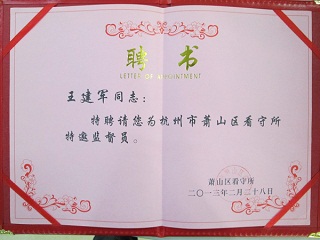 聘 书
LETTER OF APPOINTMENT
王建军同志：
特聘请您为杭州市萧山区看守所
特邀监督员。
萧山区看守所
二〇一三年二月二十八日